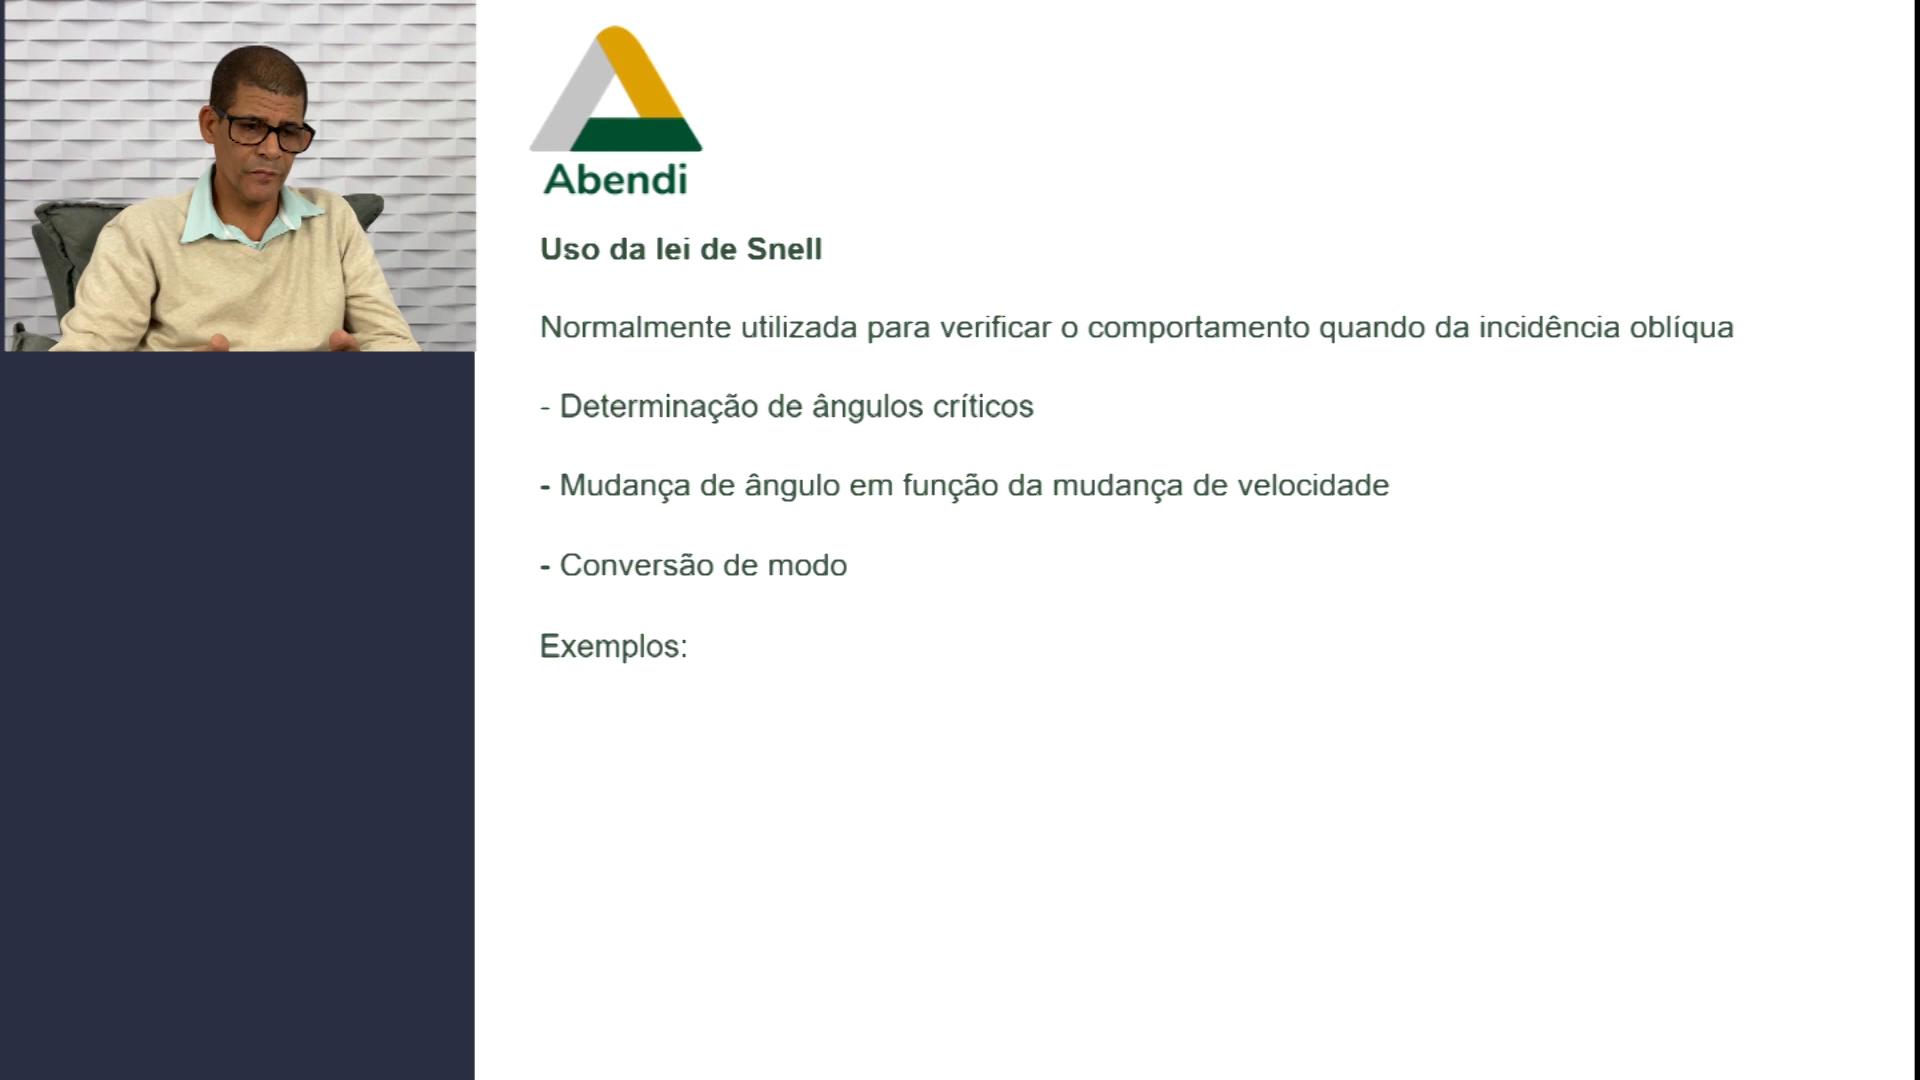 Abendi
Uso da lei de Snell
Normalmente utilizada para verificar o comportamento quando da incidência oblíqua
- Determinação de ângulos críticos
- Mudança de ângulo em função da mudança de velocidade
- Conversão de modo
Exemplos: